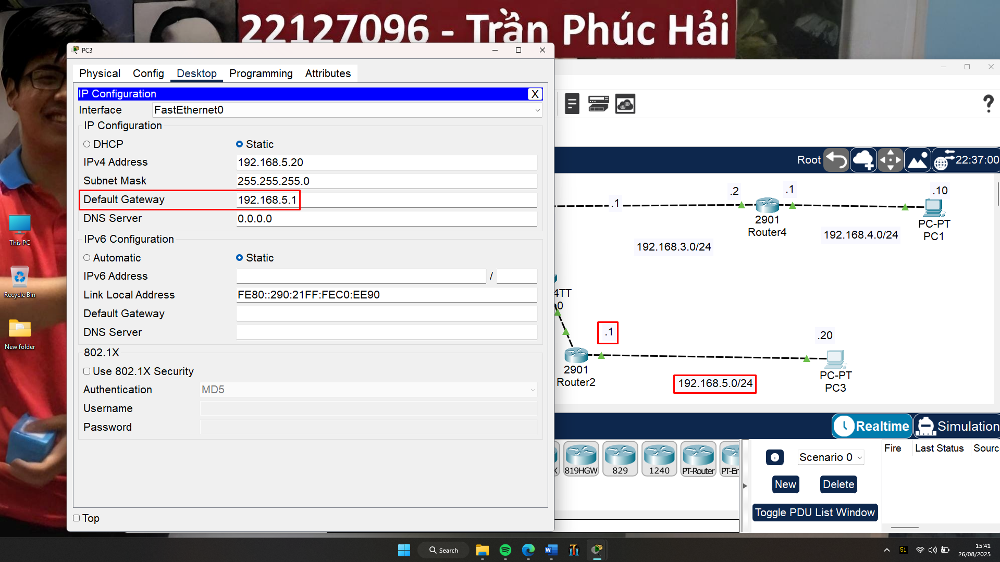 22127096 - Trần Phúc Hải
PC3
Physical Config Desktop Programming Attributes
IP Configuration X
Interface FastEthernet0
IP Configuration
DHCP Static
IPv4 Address 192.168.5.20
Subnet Mask 255.255.255.0
Default Gateway 192.168.5.1
DNS Server 0.0.0.0
IPv6 Configuration
Automatic Static
IPv6 Address /
Link Local Address FE80::290:21FF:FEC0:EE90
Default Gateway
DNS Server
802.1X
Use 802.1X Security
Authentication MD5
Username
Password
Top
This PC
Recycle Bin
New folder
?
Root 22:37:00
.1 .2 .1 .10
2901
Router4
PC-PT
PC1
192.168.3.0/24
192.168.4.0/24
4TT
0
.1
.20
2901
Router2
192.168.5.0/24
PC-PT
PC3
Realtime Simulation
X 819HGW 829 1240 PT-Router PT-Er
Scenario 0
New Delete
Toggle PDU List Window
Fire Last Status Sourc
Search
51
15:41
26/08/2025